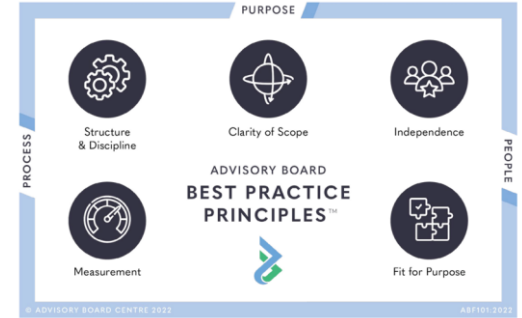 PURPOSE
Structure
& Discipline
Clarity of Scope
Independence
PROCESS
PEOPLE
ADVISORY BOARD
BEST PRACTICE
PRINCIPLES™
Measurement
Fit for Purpose
© ADVISORY BOARD CENTRE 2022
ABF101.2022